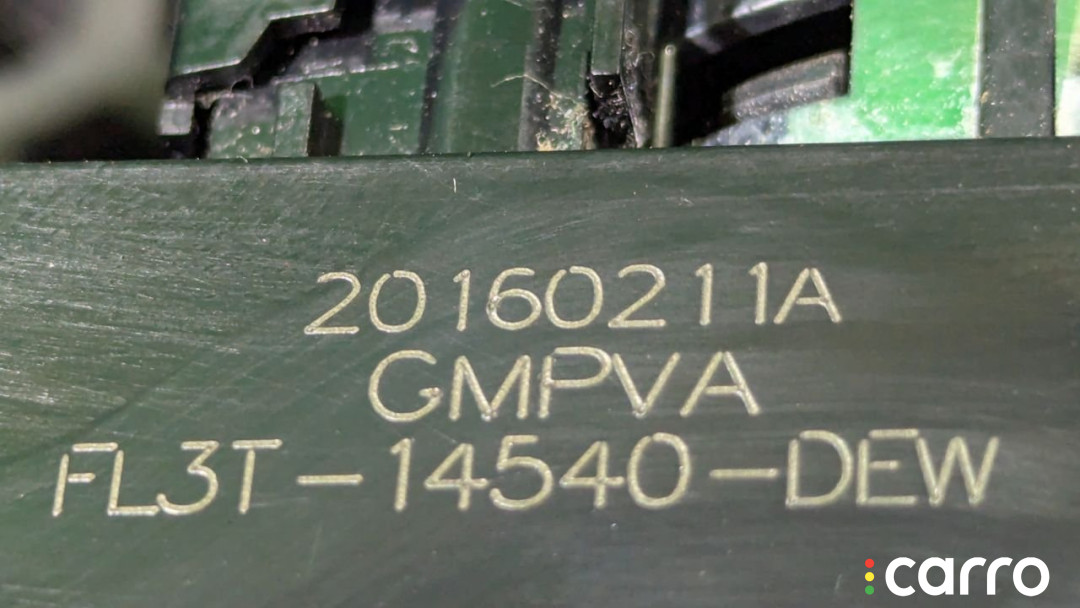 20160211A
GMPVA
FL3T-14540-DEW
carro